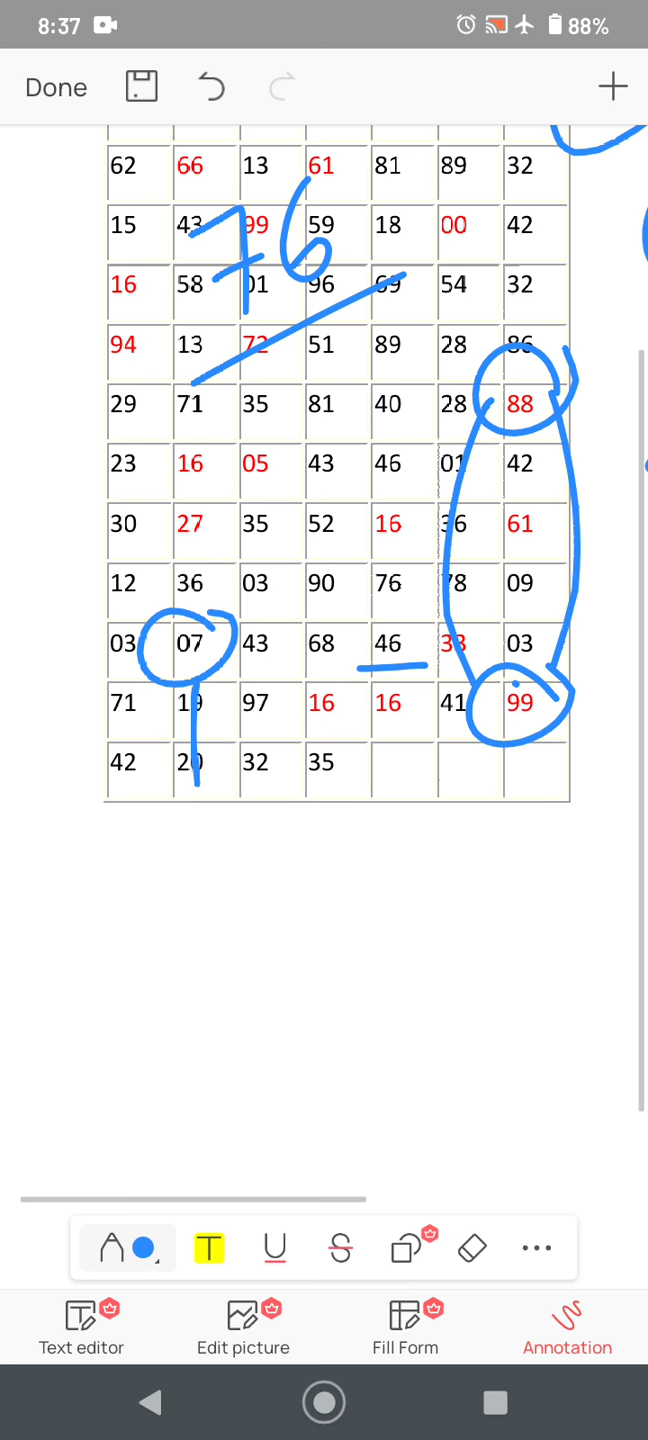 8:37 88%
Done
62 66 13 61 81 89 32
15 43 99 59 18 00 42
76
16 58 01 96 69 54 32
94 13 72 51 89 28 86
29 71 35 81 40 28 88
23 16 05 43 46 01 42
30 27 35 52 16 36 61
12 36 03 90 76 78 09
03 07 43 68 46 33 03
71 19 97 16 16 41 99
42 20 32 35
T U S
Text editor Edit picture Fill Form Annotation